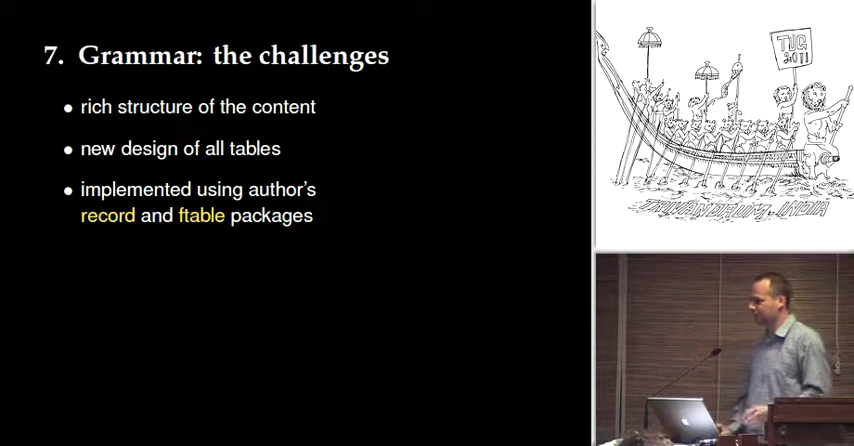 7. Grammar: the challenges
• rich structure of the content
• new design of all tables
• implemented using author's
record and ftable packages
TUG
2011
TRIVANDRUM-INDIA